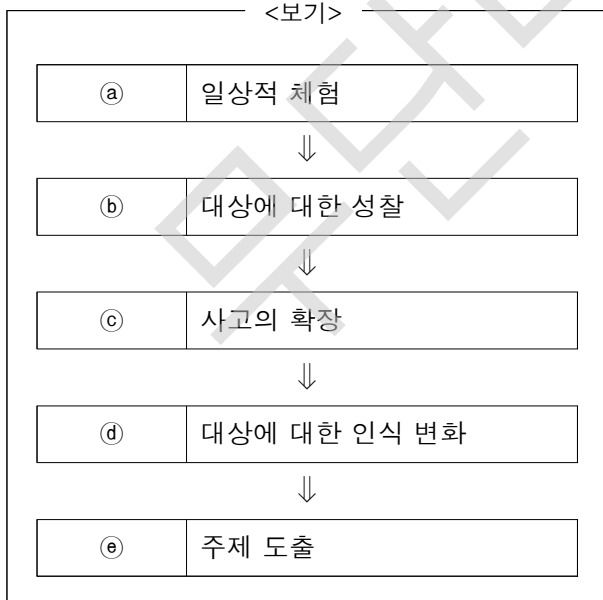 <보기>
ⓐ 일상적 체험
⇓
ⓑ 대상에 대한 성찰
⇓
ⓒ 사고의 확장
⇓
ⓓ 대상에 대한 인식 변화
⇓
ⓔ 주제 도출